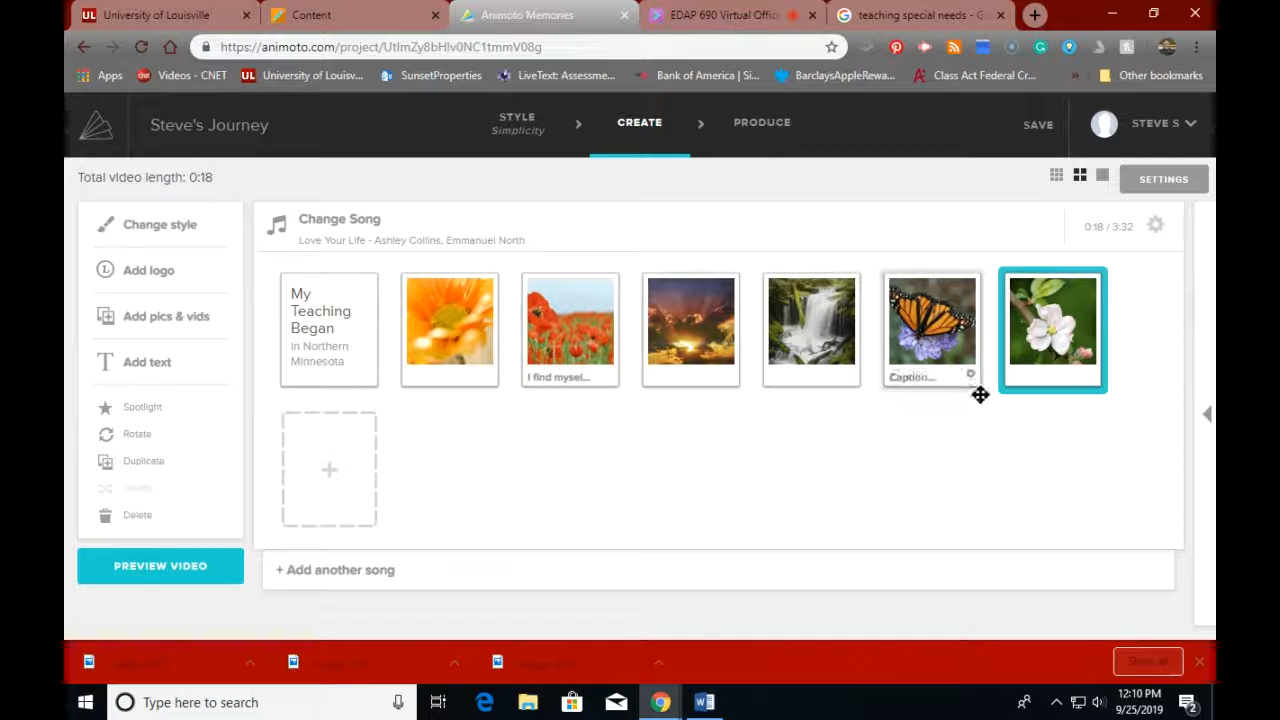 University of Louisville
Content
Animoto Memories
EDAP 690 Virtual Offic
teaching special needs - G
https://animoto.com/project/UtImZy8bHlv0NC1tmmV08g
Apps
Videos - CNET
University of Louisv...
SunsetProperties
LiveText: Assessme...
Bank of America | Si...
BarclaysAppleRewa...
Class Act Federal Cr...
»
Other bookmarks
Steve's Journey
STYLE
Simplicity
CREATE
PRODUCE
SAVE
STEVE S
Total video length: 0:18
SETTINGS
Change style
Add logo
Add pics & vids
Add text
Spotlight
Rotate
Duplicate
Delete
PREVIEW VIDEO
Change Song
Love Your Life - Ashley Collins, Emmanuel North
0:18 / 3:32
My
Teaching
Began
in Northern
Minnesota
I find mysel...
Caption...
+ Add another song
Show all
Type here to search
12:10 PM
9/25/2019
2